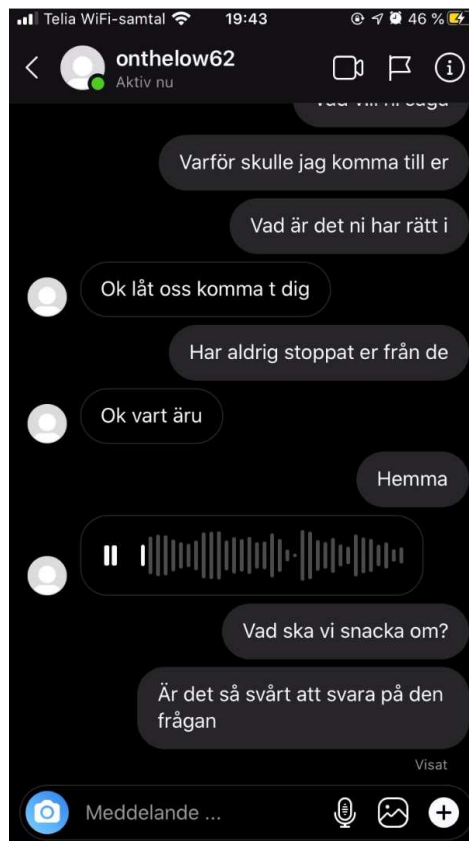 Telia WiFi-samtal 19:43 46 %
onthelow62
Aktiv nu
Varför skulle jag komma till er
Vad är det ni har rätt i
Ok låt oss komma t dig
Har aldrig stoppat er från de
Ok vart äru
Hemma
Vad ska vi snacka om?
Är det så svårt att svara på den
frågan
Visat
Meddelande ...